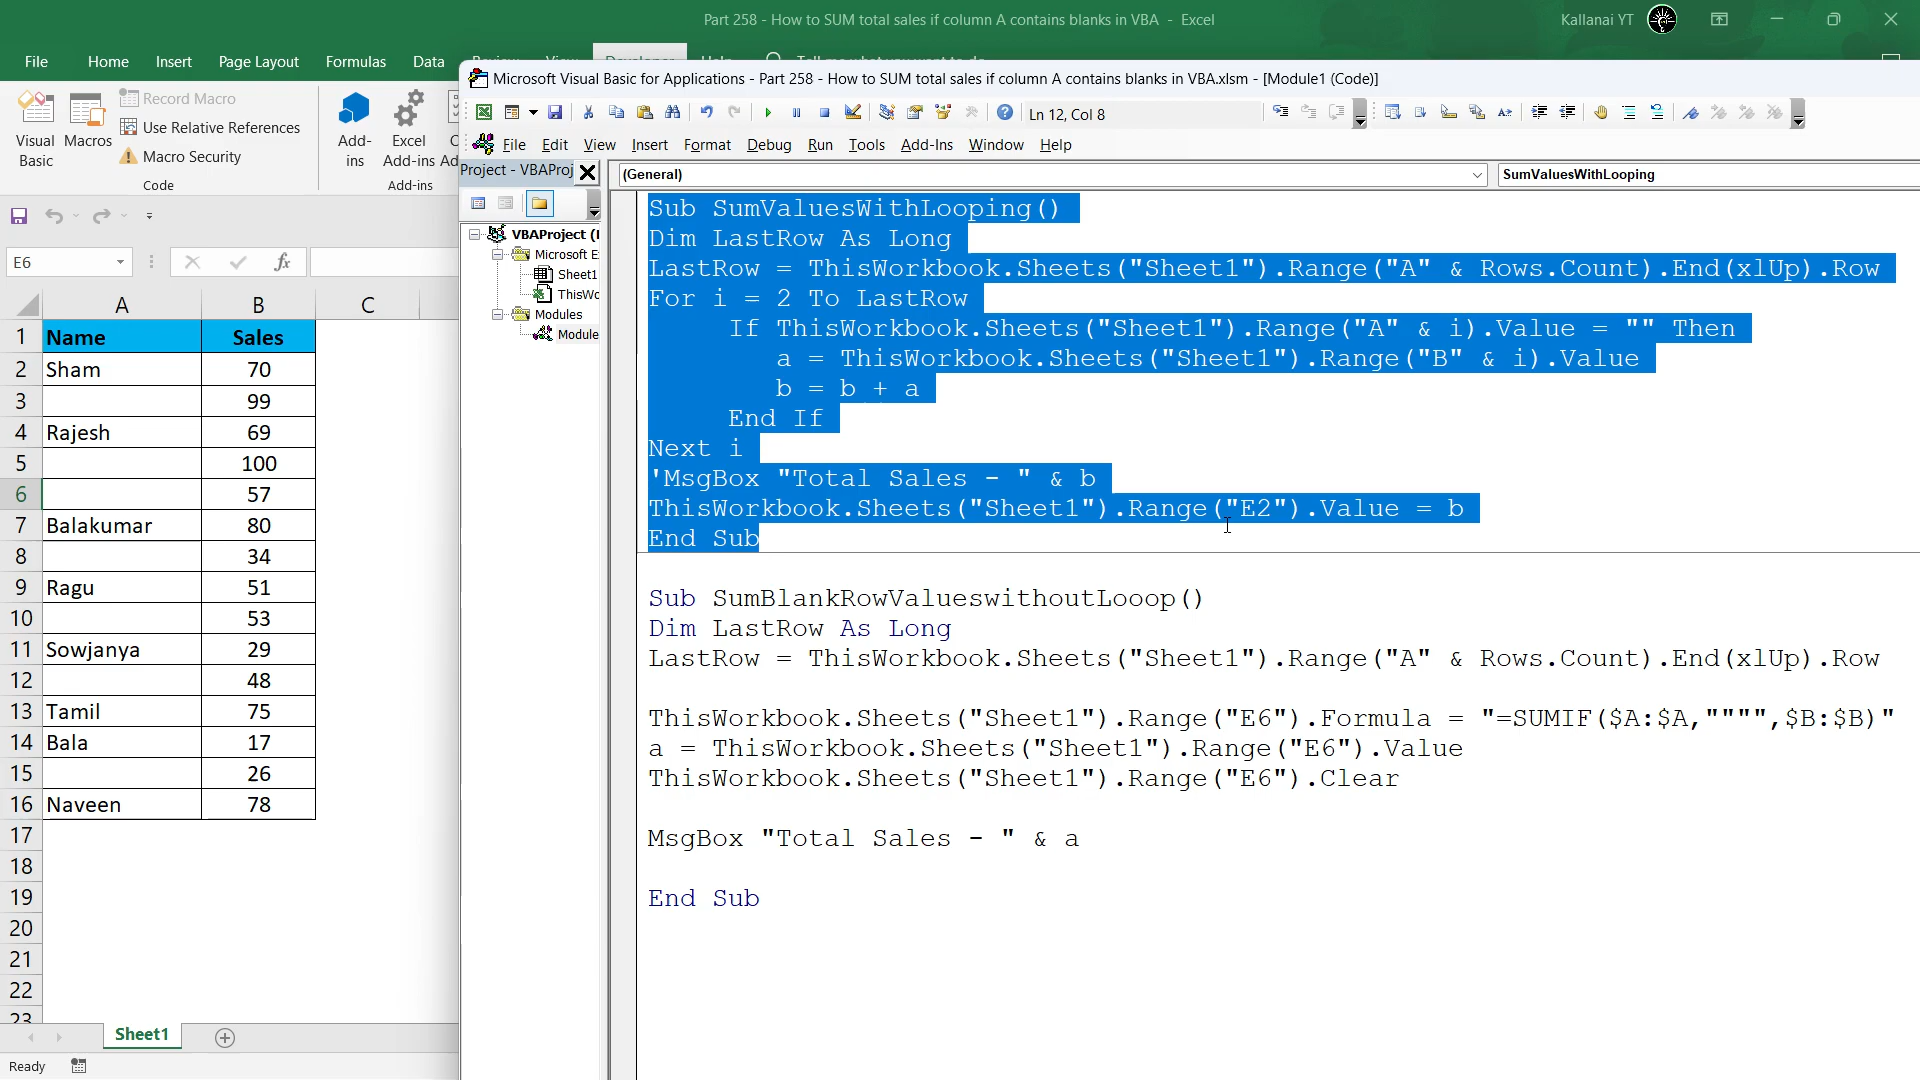 Part 258 - How to SUM total sales if column A contains blanks in VBA - Excel
Kallanai YT
File Home Insert Page Layout Formulas Data
Microsoft Visual Basic for Applications - Part 258 - How to SUM total sales if column A contains blanks in VBA.xlsm - [Module1 (Code)]
Visual Basic
Macros
Record Macro
Use Relative References
Macro Security
Code
Add-ins
Excel Add-ins
Add-ins
Ln 12, Col 8
File Edit View Insert Format Debug Run Tools Add-Ins Window Help
Project - VBAProj
(General)
SumValuesWithLooping
VBAProject (
Microsoft E
Sheet1
ThisWo
Modules
Module
E6
A B C
1 Name Sales
2 Sham 70
3 99
4 Rajesh 69
5 100
6 57
7 Balakumar 80
8 34
9 Ragu 51
10 53
11 Sowjanya 29
12 48
13 Tamil 75
14 Bala 17
15 26
16 Naveen 78
17
18
19
20
21
22
23
Sheet1
Ready
Sub SumValuesWithLooping()
Dim LastRow As Long
LastRow = ThisWorkbook.Sheets("Sheet1").Range("A" & Rows.Count).End(xlUp).Row
For i = 2 To LastRow
If ThisWorkbook.Sheets("Sheet1").Range("A" & i).Value = "" Then
a = ThisWorkbook.Sheets("Sheet1").Range("B" & i).Value
b = b + a
End If
Next i
'MsgBox "Total Sales - " & b
ThisWorkbook.Sheets("Sheet1").Range("E2").Value = b
End Sub
Sub SumBlankRowValueswithoutLooop()
Dim LastRow As Long
LastRow = ThisWorkbook.Sheets("Sheet1").Range("A" & Rows.Count).End(xlUp).Row
ThisWorkbook.Sheets("Sheet1").Range("E6").Formula = "=SUMIF($A:$A,"""",$B:$B)"
a = ThisWorkbook.Sheets("Sheet1").Range("E6").Value
ThisWorkbook.Sheets("Sheet1").Range("E6").Clear
MsgBox "Total Sales - " & a
End Sub